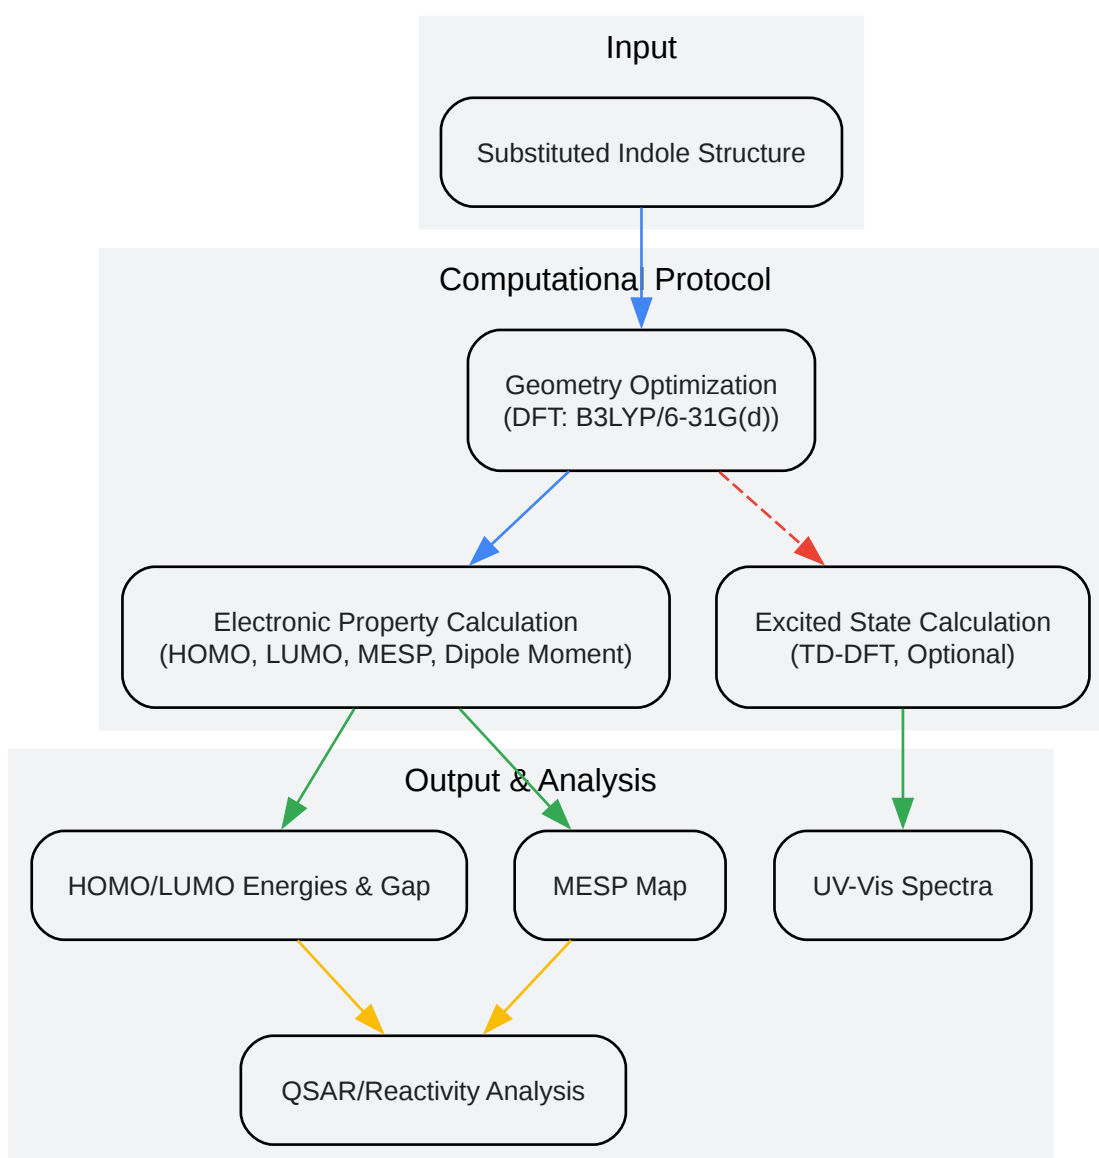 Input
Substituted Indole Structure
Computational Protocol
Geometry Optimization
(DFT: B3LYP/6-31G(d))
Electronic Property Calculation
(HOMO, LUMO, MESP, Dipole Moment)
Excited State Calculation
(TD-DFT, Optional)
Output & Analysis
HOMO/LUMO Energies & Gap
MESP Map
UV-Vis Spectra
QSAR/Reactivity Analysis